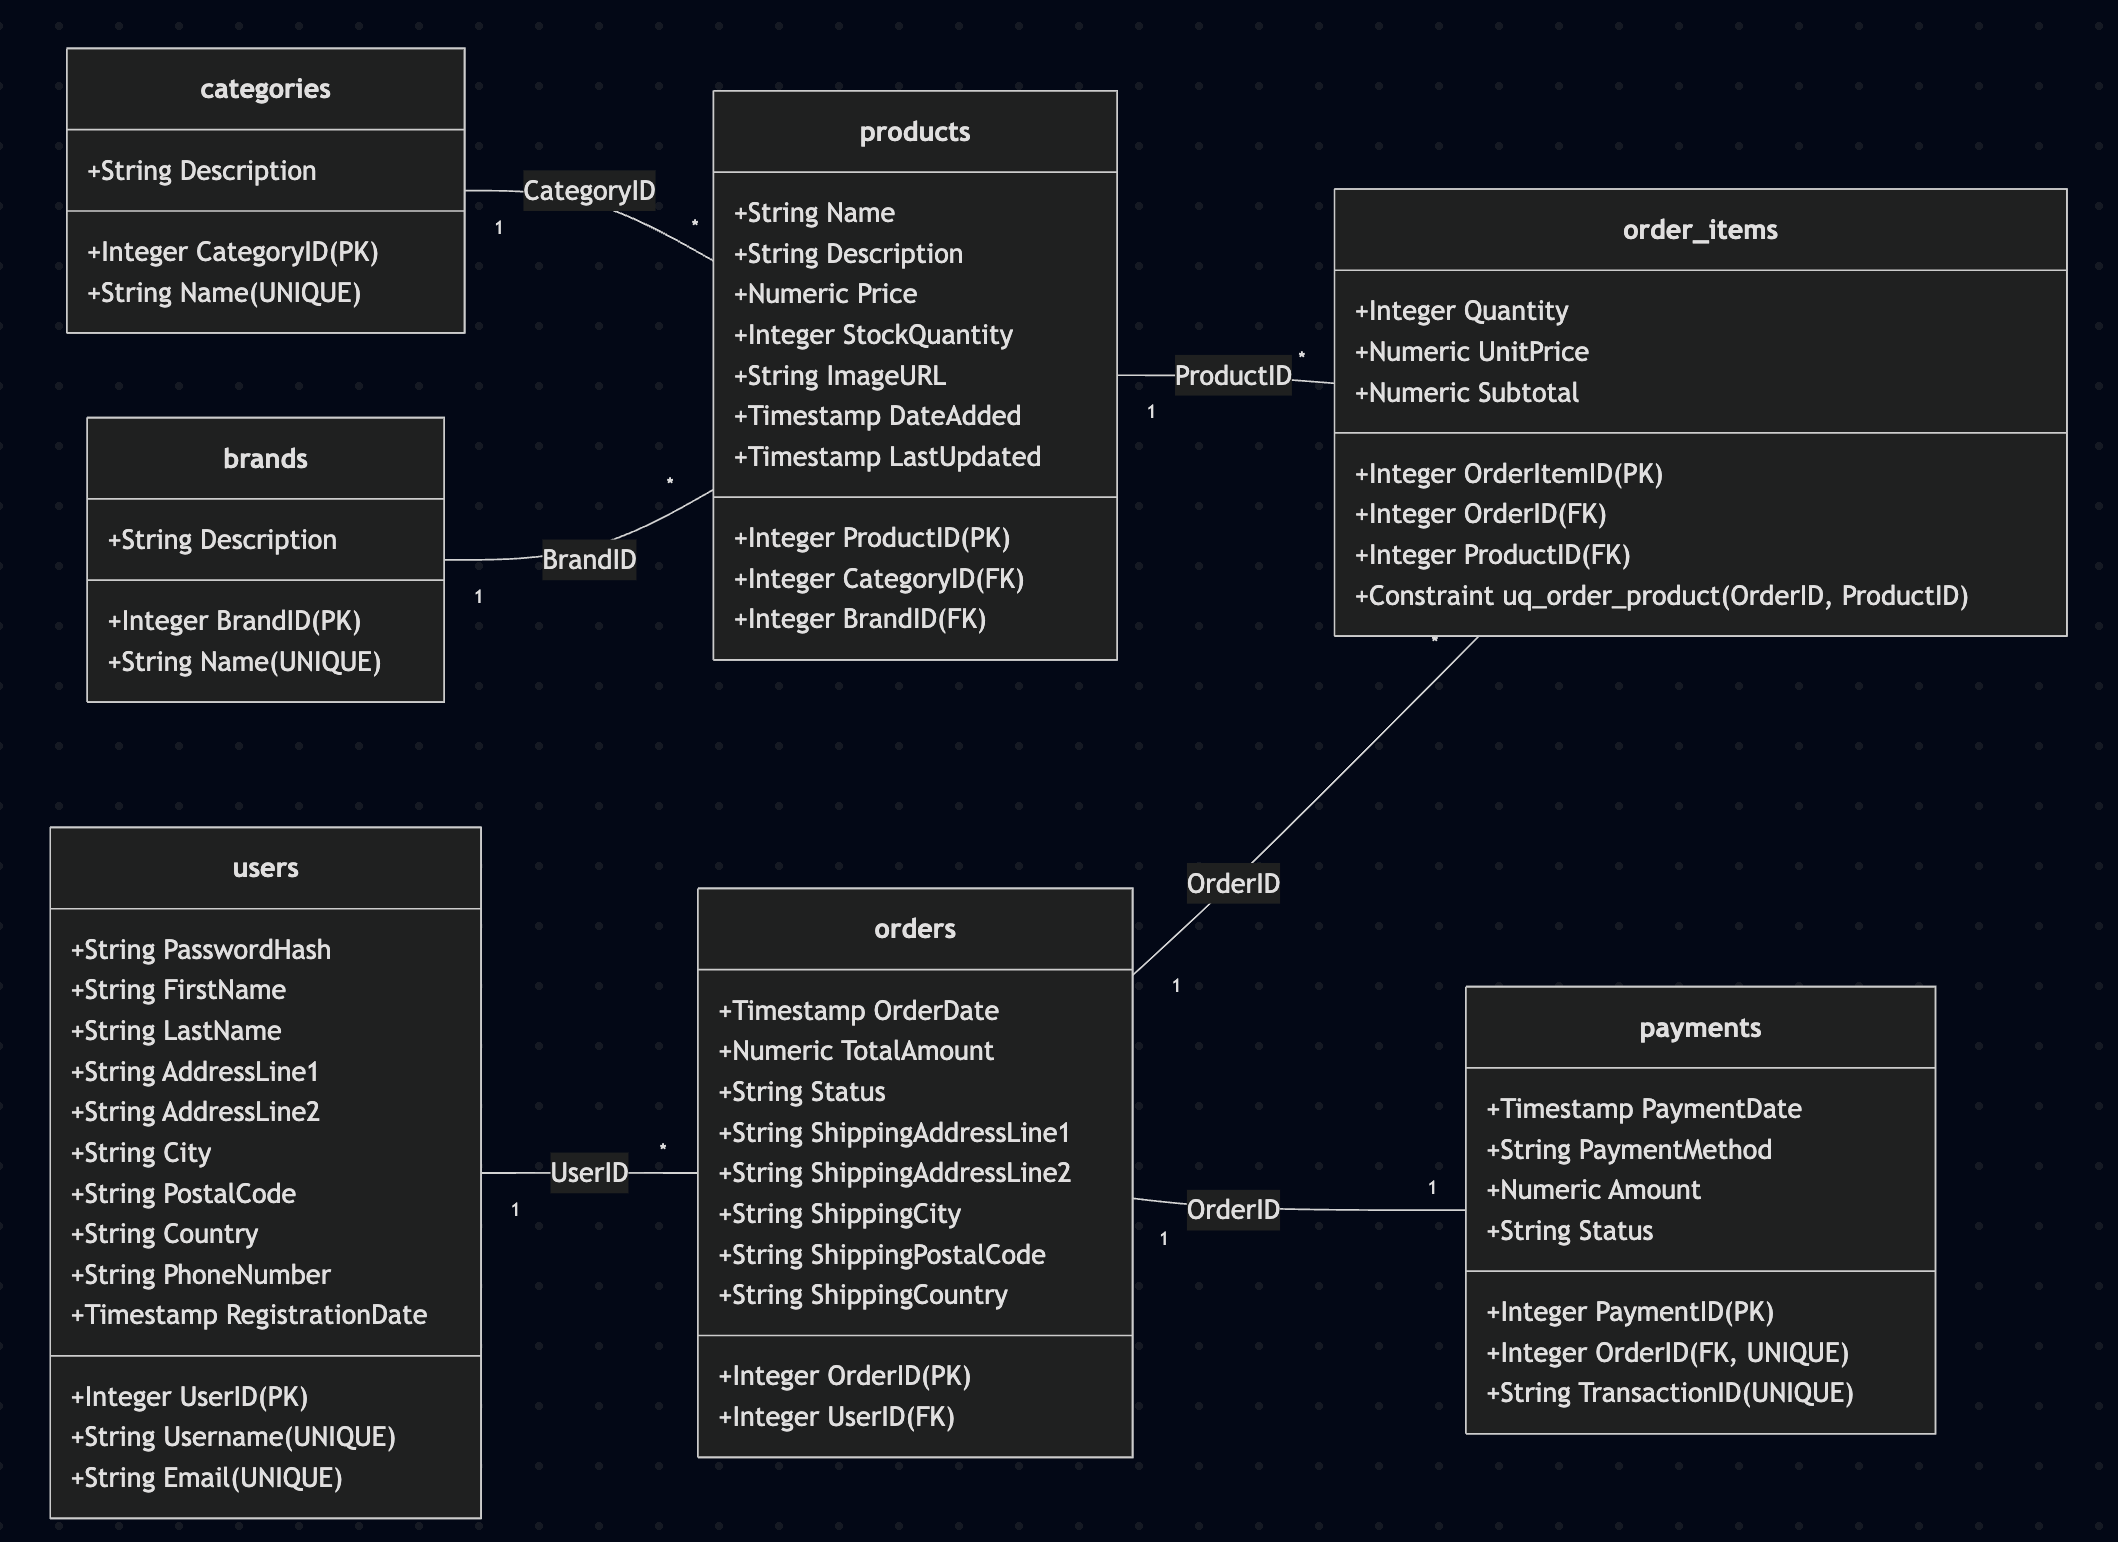 categories
+String Description
+Integer CategoryID(PK)
+String Name(UNIQUE)
1
CategoryID
*
brands
+String Description
+Integer BrandID(PK)
+String Name(UNIQUE)
1
BrandID
*
products
+String Name
+String Description
+Numeric Price
+Integer StockQuantity
+String ImageURL
+Timestamp DateAdded
+Timestamp LastUpdated
+Integer ProductID(PK)
+Integer CategoryID(FK)
+Integer BrandID(FK)
1
ProductID
*
order_items
+Integer Quantity
+Numeric UnitPrice
+Numeric Subtotal
+Integer OrderItemID(PK)
+Integer OrderID(FK)
+Integer ProductID(FK)
+Constraint uq_order_product(OrderID, ProductID)
*
OrderID
1
users
+String PasswordHash
+String FirstName
+String LastName
+String AddressLine1
+String AddressLine2
+String City
+String PostalCode
+String Country
+String PhoneNumber
+Timestamp RegistrationDate
+Integer UserID(PK)
+String Username(UNIQUE)
+String Email(UNIQUE)
1
UserID
*
orders
+Timestamp OrderDate
+Numeric TotalAmount
+String Status
+String ShippingAddressLine1
+String ShippingAddressLine2
+String ShippingCity
+String ShippingPostalCode
+String ShippingCountry
+Integer OrderID(PK)
+Integer UserID(FK)
1
OrderID
1
payments
+Timestamp PaymentDate
+String PaymentMethod
+Numeric Amount
+String Status
+Integer PaymentID(PK)
+Integer OrderID(FK, UNIQUE)
+String TransactionID(UNIQUE)